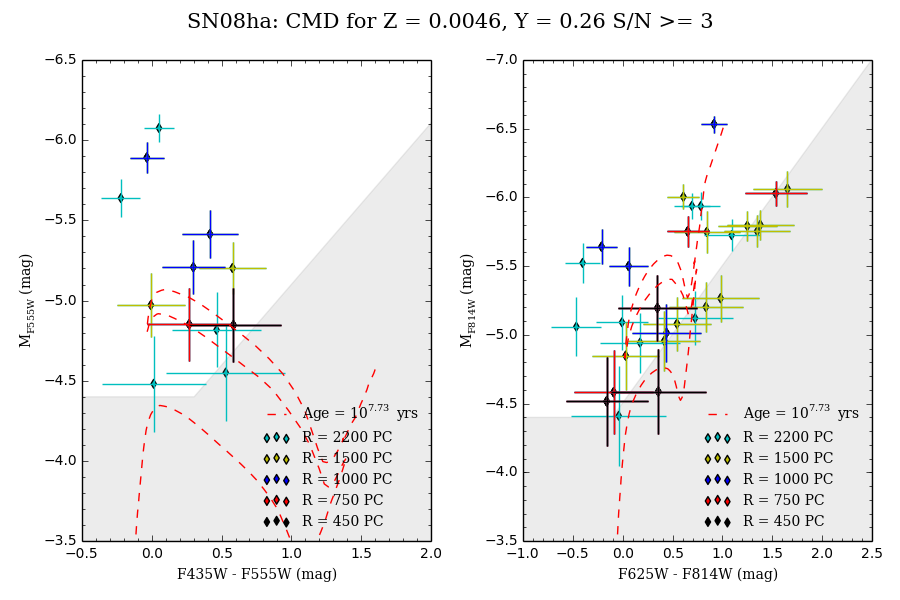 SN08ha: CMD for Z = 0.0046, Y = 0.26 S/N >= 3
−6.5
−6.0
−5.5
−5.0
−4.5
−4.0
−3.5
M_F555W (mag)
−0.5
0.0
0.5
1.0
1.5
2.0
F435W - F555W (mag)
Age = 10^7.73 yrs
R = 2200 PC
R = 1500 PC
R = 1000 PC
R = 750 PC
R = 450 PC
−7.0
−6.5
−6.0
−5.5
−5.0
−4.5
−4.0
−3.5
M_F814W (mag)
−1.0
−0.5
0.0
0.5
1.0
1.5
2.0
2.5
F625W - F814W (mag)
Age = 10^7.73 yrs
R = 2200 PC
R = 1500 PC
R = 1000 PC
R = 750 PC
R = 450 PC